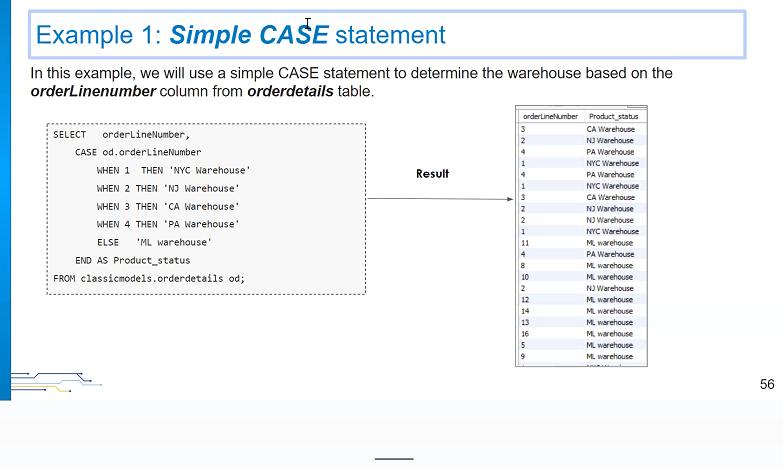 Example 1: Simple CASE statement
In this example, we will use a simple CASE statement to determine the warehouse based on the
orderLinenumber column from orderdetails table.
SELECT orderLineNumber,
CASE od.orderLineNumber
WHEN 1 THEN 'NYC Warehouse'
WHEN 2 THEN 'NJ Warehouse'
WHEN 3 THEN 'CA Warehouse'
WHEN 4 THEN 'PA Warehouse'
ELSE 'ML warehouse'
END AS Product_status
FROM classicmodels.orderdetails od;
Result
orderLineNumber Product_status
3 CA Warehouse
2 NJ Warehouse
4 PA Warehouse
1 NYC Warehouse
4 PA Warehouse
1 NYC Warehouse
3 CA Warehouse
2 NJ Warehouse
2 NJ Warehouse
1 NYC Warehouse
11 ML warehouse
4 PA Warehouse
8 ML warehouse
10 ML warehouse
2 NJ Warehouse
12 ML warehouse
14 ML warehouse
13 ML warehouse
16 ML warehouse
5 ML warehouse
9 ML warehouse
56